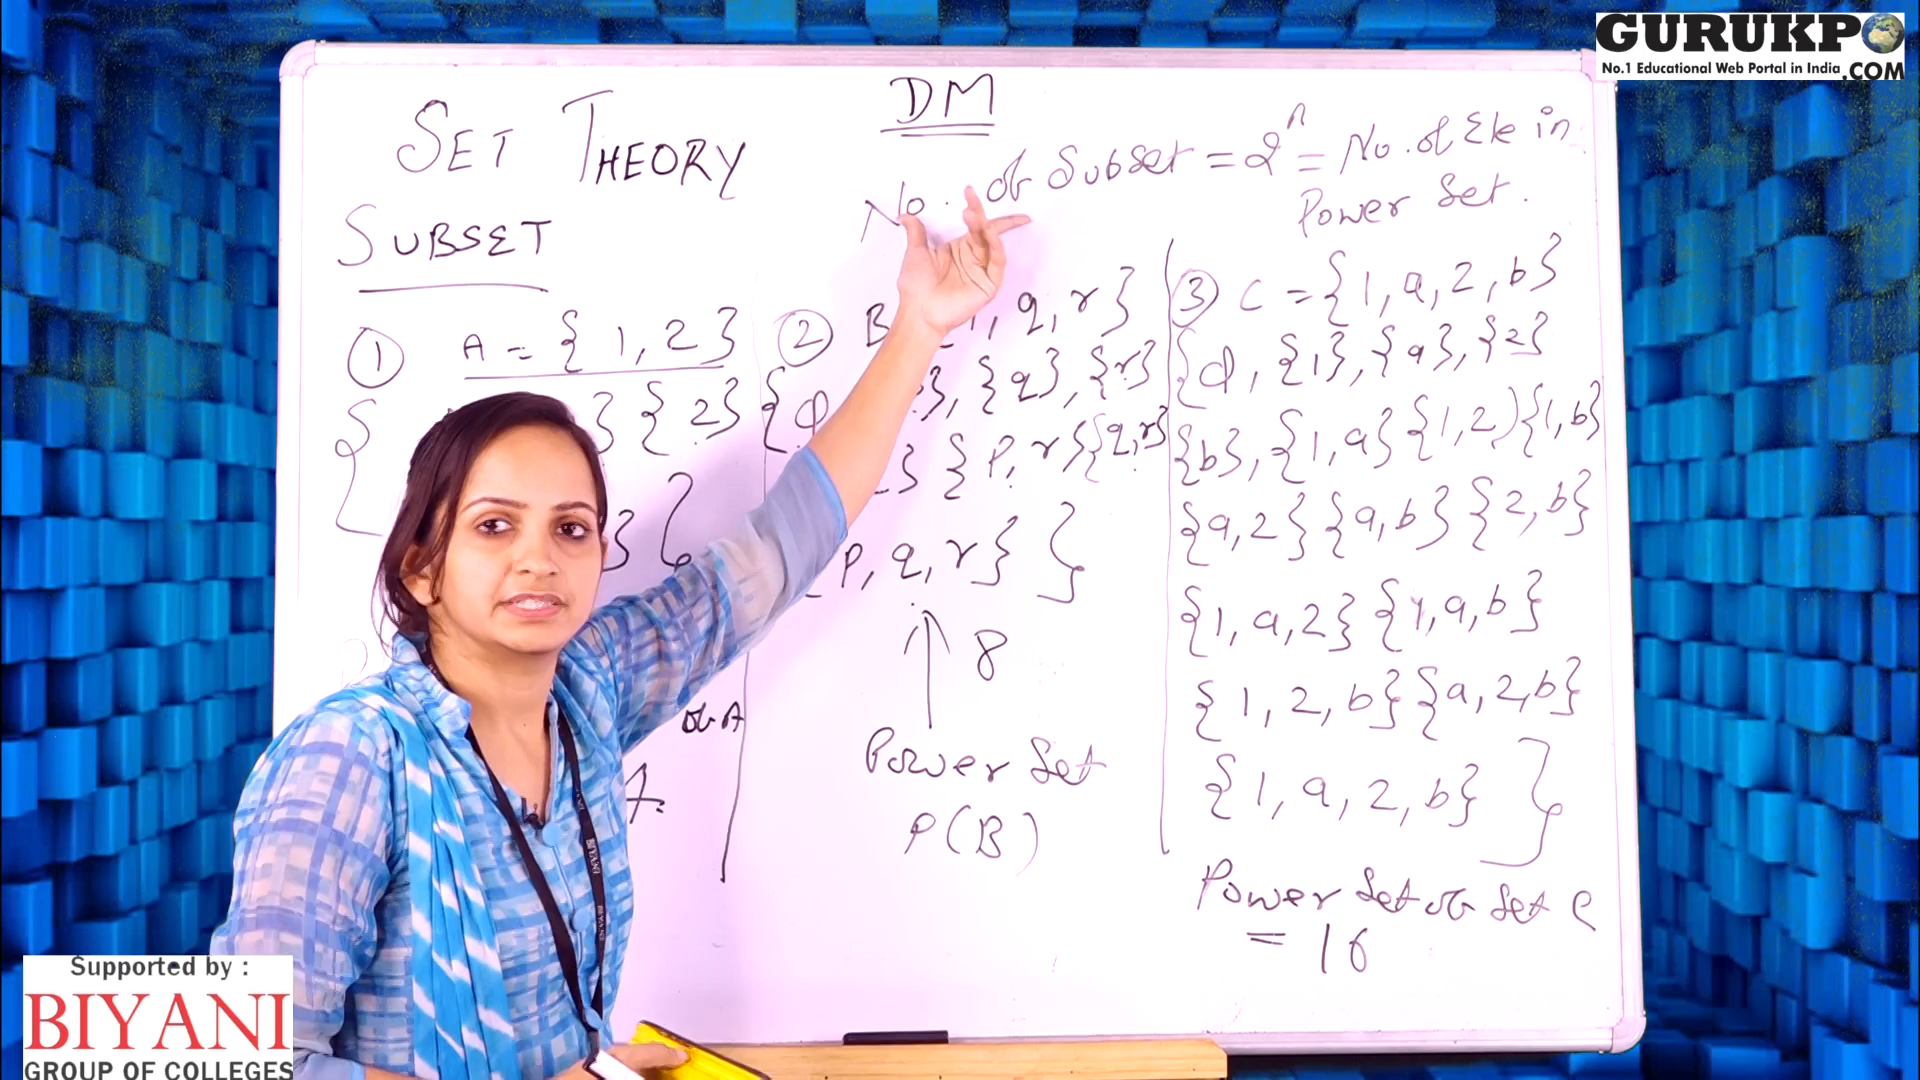 GURUKPO
No.1 Educational Web Portal in India .COM
DM
SET THEORY
No. of Subset = 2^n = No. of Ele in
Power Set.
SUBSET
① A = {1, 2}
{ } {2}
} }
of A
A.
② B , q, r}
{ϕ }, {q}, {r}
} {P, r} {q, r}
P, q, r} }
8
Power Set
P(B)
③ C = {1, a, 2, b}
{ϕ, {1}, {a}, {2}
{b}, {1, a} {1, 2) {1, b}
{a, 2} {a, b} {2, b}
{1, a, 2} {1, a, b}
{1, 2, b} {a, 2, b}
{1, a, 2, b} }
Power Set of Set C
= 16
Supported by :
BIYANI
GROUP OF COLLEGES
BIYANI